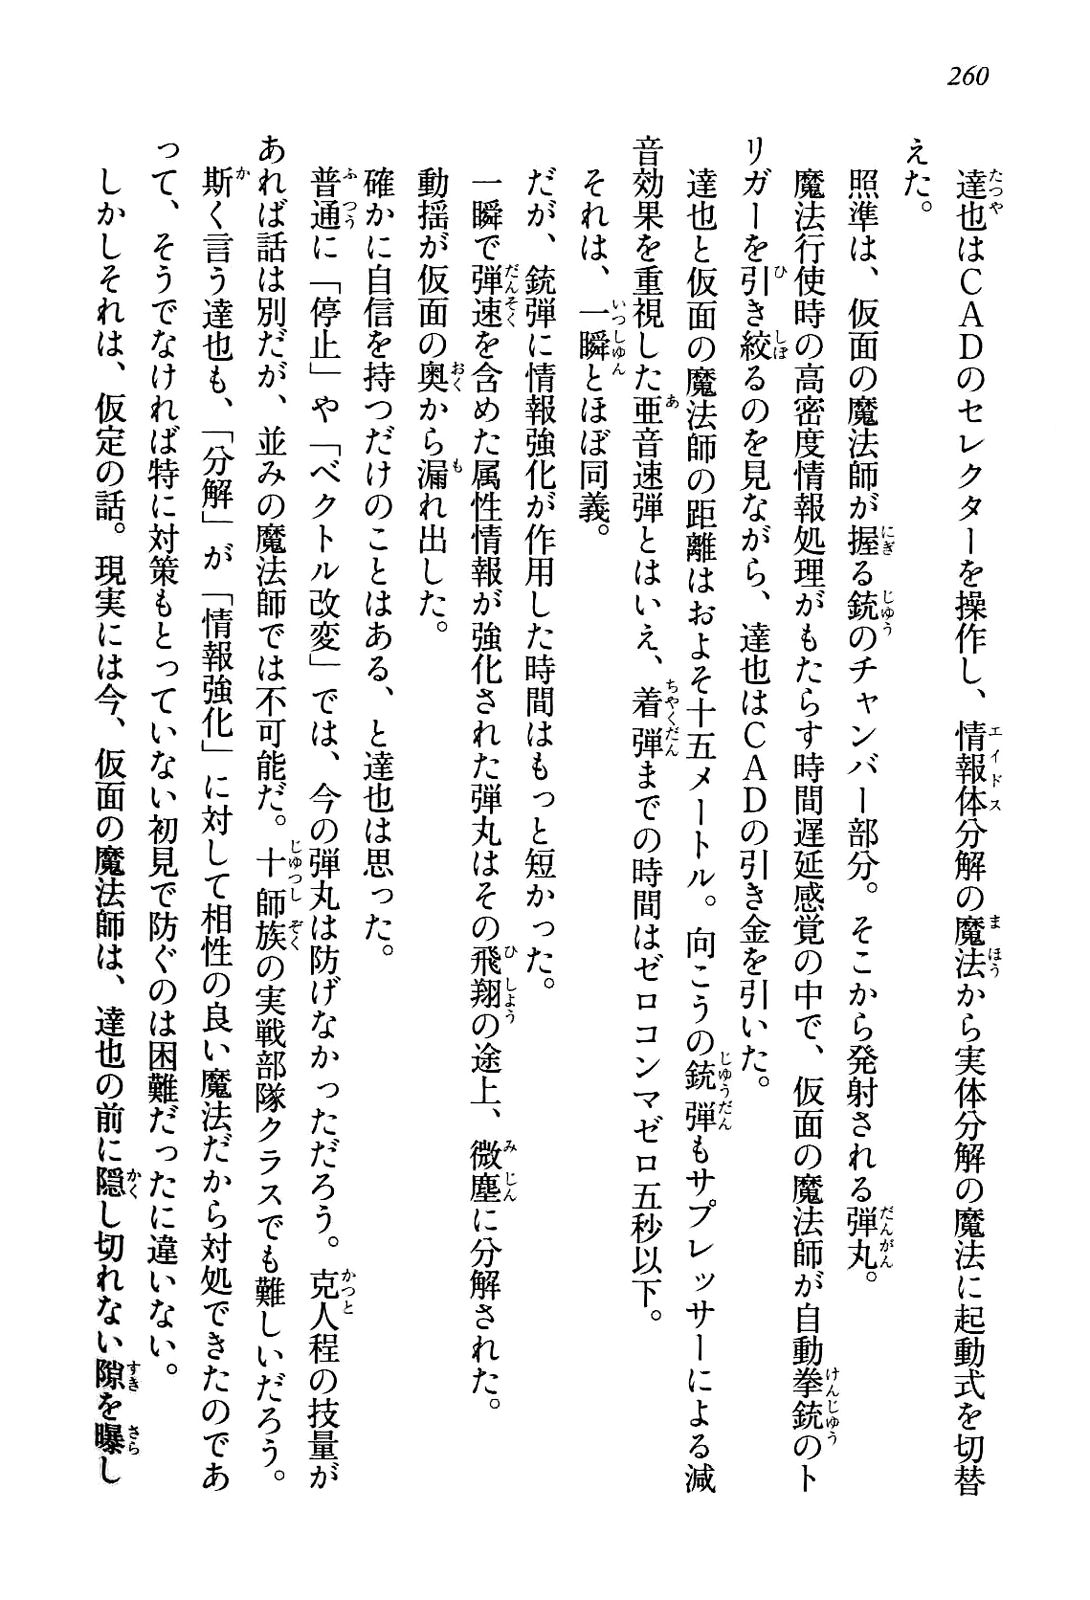 260
達也はCADのセレクターを操作し、情報体分解の魔法から実体分解の魔法に起動式を切替
えた。
照準は、仮面の魔法師が握る銃のチャンバー部分。そこから発射される弾丸。
魔法行使時の高密度情報処理がもたらす時間遅延感覚の中で、仮面の魔法師が自動拳銃のト
リガーを引き絞るのを見ながら、達也はCADの引き金を引いた。
達也と仮面の魔法師の距離はおよそ十五メートル。向こうの銃弾もサプレッサーによる減
音効果を重視した亜音速弾とはいえ、着弾までの時間はゼロコンマゼロ五秒以下。
それは、一瞬とほぼ同義。
だが、銃弾に情報強化が作用した時間はもっと短かった。
一瞬で弾速を含めた属性情報が強化された弾丸はその飛翔の途上、微塵に分解された。
動揺が仮面の奥から漏れ出した。
確かに自信を持つだけのことはある、と達也は思った。
普通に「停止」や「ベクトル改変」では、今の弾丸は防げなかっただろう。克人程の技量が
あれば話は別だが、並みの魔法師では不可能だ。十師族の実戦部隊クラスでも難しいだろう。
斯く言う達也も、「分解」が「情報強化」に対して相性の良い魔法だから対処できたのであ
って、そうでなければ特に対策もとっていない初見で防ぐのは困難だったに違いない。
しかしそれは、仮定の話。現実には今、仮面の魔法師は、達也の前に隠し切れない隙を曝し